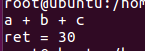 root@ubuntu:/hom
a + b + c
ret = 30